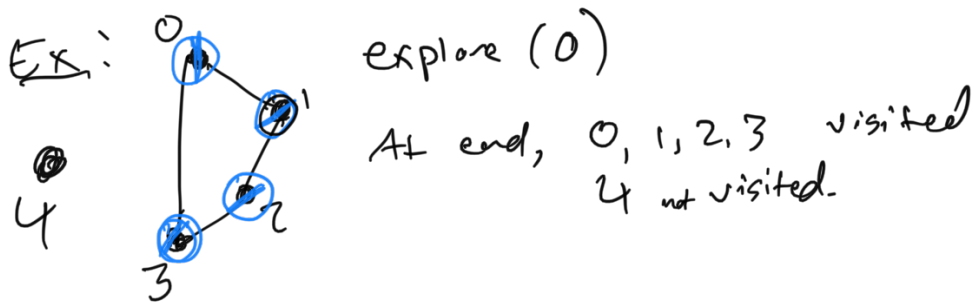 Ex:
0
1
2
3
4
explore (0)
At end, 0, 1, 2, 3 visited
4 not visited.